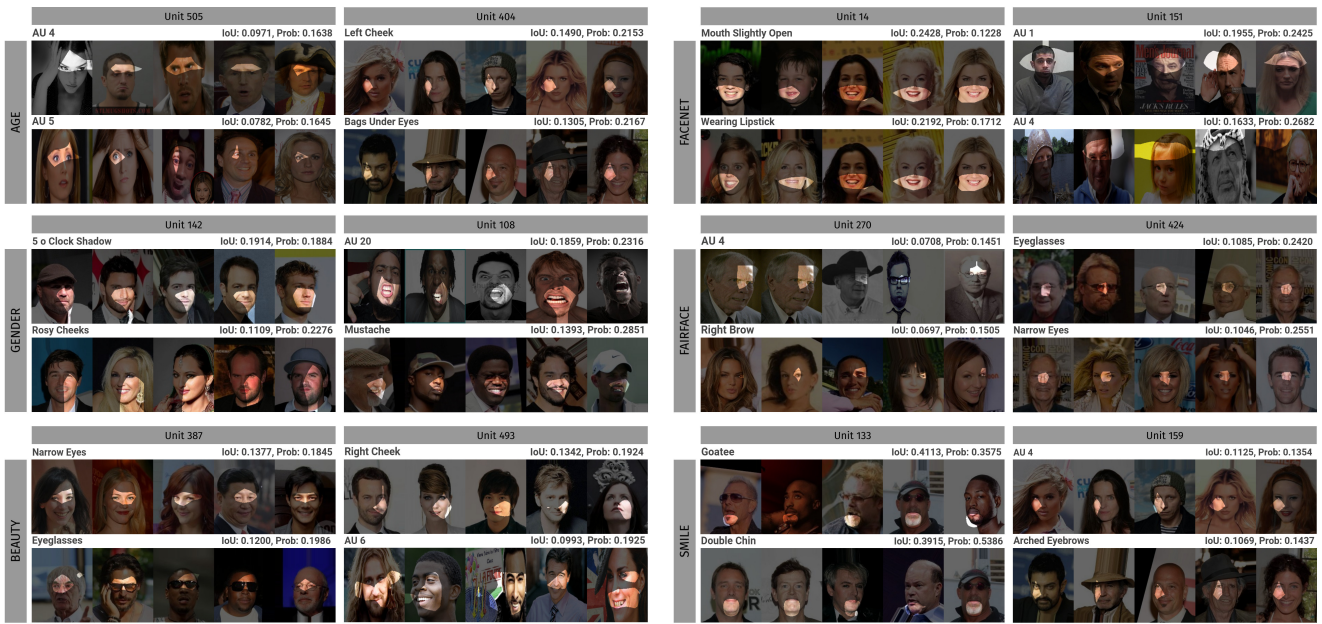 AGE
Unit 505
AU 4 IoU: 0.0971, Prob: 0.1638
AU 5 IoU: 0.0782, Prob: 0.1645
Unit 404
Left Cheek IoU: 0.1490, Prob: 0.2153
Bags Under Eyes IoU: 0.1305, Prob: 0.2167
FACENET
Unit 14
Mouth Slightly Open IoU: 0.2428, Prob: 0.1228
Wearing Lipstick IoU: 0.2192, Prob: 0.1712
Unit 151
AU 1 IoU: 0.1955, Prob: 0.2425
JACK'S RULES
AU 4 IoU: 0.1633, Prob: 0.2682
GENDER
Unit 142
5 o Clock Shadow IoU: 0.1914, Prob: 0.1884
Rosy Cheeks IoU: 0.1109, Prob: 0.2276
Unit 108
AU 20 IoU: 0.1859, Prob: 0.2316
Mustache IoU: 0.1393, Prob: 0.2851
FAIRFACE
Unit 270
AU 4 IoU: 0.0708, Prob: 0.1451
Right Brow IoU: 0.0697, Prob: 0.1505
Unit 424
Eyeglasses IoU: 0.1085, Prob: 0.2420
Narrow Eyes IoU: 0.1046, Prob: 0.2551
BEAUTY
Unit 387
Narrow Eyes IoU: 0.1377, Prob: 0.1845
Eyeglasses IoU: 0.1200, Prob: 0.1986
Unit 493
Right Cheek IoU: 0.1342, Prob: 0.1924
AU 6 IoU: 0.0993, Prob: 0.1925
SMILE
Unit 133
Goatee IoU: 0.4113, Prob: 0.3575
Double Chin IoU: 0.3915, Prob: 0.5386
Unit 159
AU 4 IoU: 0.1125, Prob: 0.1354
Arched Eyebrows IoU: 0.1069, Prob: 0.1437